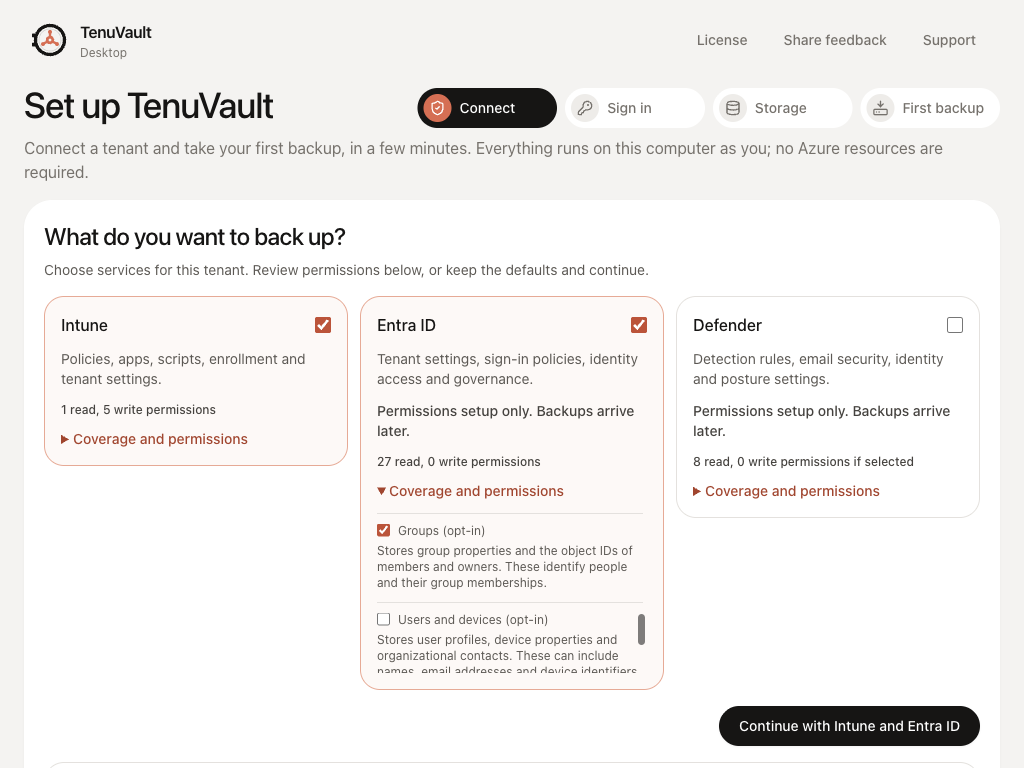 TenuVault
Desktop
License
Share feedback
Support
Set up TenuVault
Connect
Sign in
Storage
First backup
Connect a tenant and take your first backup, in a few minutes. Everything runs on this computer as you; no Azure resources are
required.
What do you want to back up?
Choose services for this tenant. Review permissions below, or keep the defaults and continue.
Intune
Policies, apps, scripts, enrollment and
tenant settings.
1 read, 5 write permissions
Coverage and permissions
Entra ID
Tenant settings, sign-in policies, identity
access and governance.
Permissions setup only. Backups arrive
later.
27 read, 0 write permissions
Coverage and permissions
Groups (opt-in)
Stores group properties and the object IDs of
members and owners. These identify people
and their group memberships.
Users and devices (opt-in)
Stores user profiles, device properties and
organizational contacts. These can include
names, email addresses and device identifiers
Defender
Detection rules, email security, identity
and posture settings.
Permissions setup only. Backups arrive
later.
8 read, 0 write permissions if selected
Coverage and permissions
Continue with Intune and Entra ID